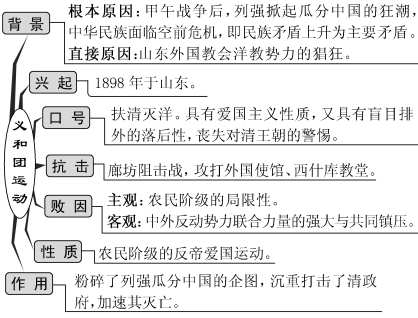 义和团运动
背景
根本原因：甲午战争后，列强掀起瓜分中国的狂潮，
中华民族面临空前危机，即民族矛盾上升为主要矛盾。
直接原因：山东外国教会洋教势力的猖狂。
兴起
1898年于山东。
口号
扶清灭洋。具有爱国主义性质，又具有盲目排
外的落后性，丧失对清王朝的警惕。
抗击
廊坊阻击战，攻打外国使馆、西什库教堂。
败因
主观：农民阶级的局限性。
客观：中外反动势力联合力量的强大与共同镇压。
性质
农民阶级的反帝爱国运动。
作用
粉碎了列强瓜分中国的企图，沉重打击了清政
府，加速其灭亡。